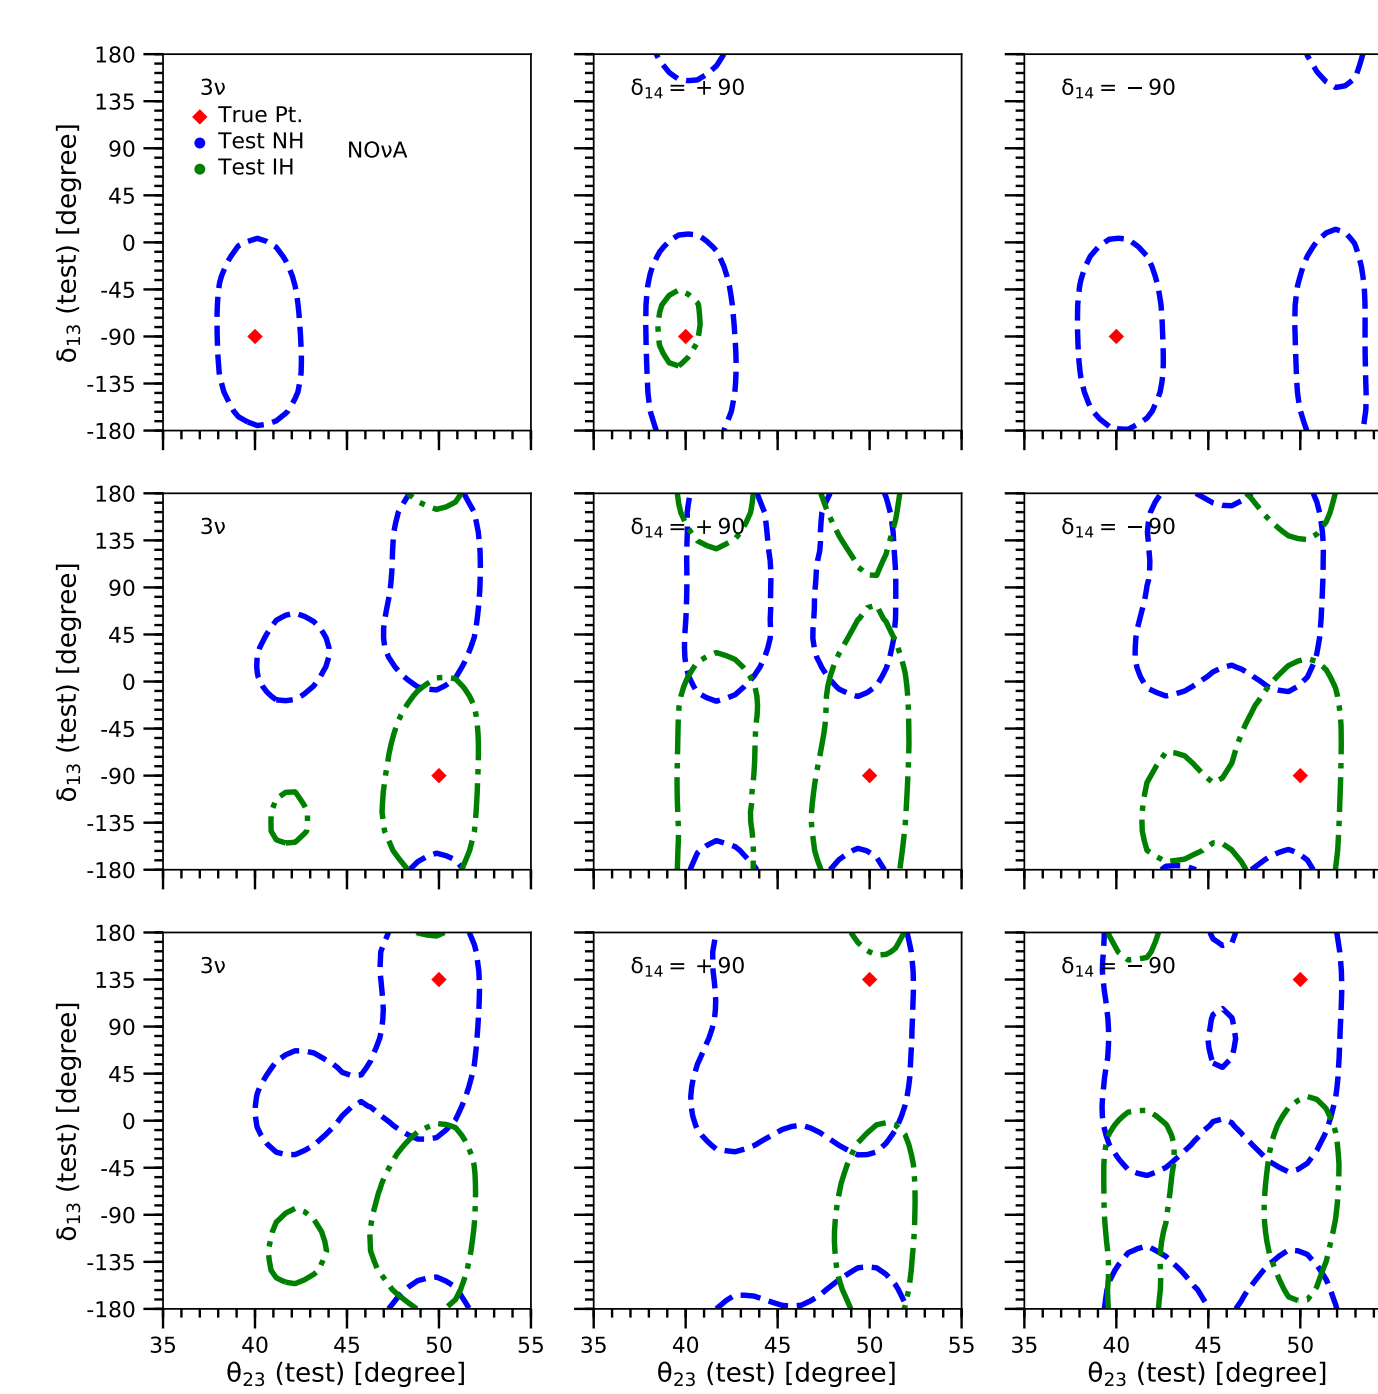 3ν
True Pt.
Test NH
Test IH
NOνA
δ14 = +90
δ14 = −90
180
135
90
45
0
-45
-90
-135
-180
δ13 (test) [degree]
3ν
δ14 = +90
δ14 = −90
180
135
90
45
0
-45
-90
-135
-180
δ13 (test) [degree]
3ν
δ14 = +90
δ14 = −90
180
135
90
45
0
-45
-90
-135
-180
δ13 (test) [degree]
35 40 45 50 55
35 40 45 50 55
35 40 45 50
θ23 (test) [degree]
θ23 (test) [degree]
θ23 (test) [degree]